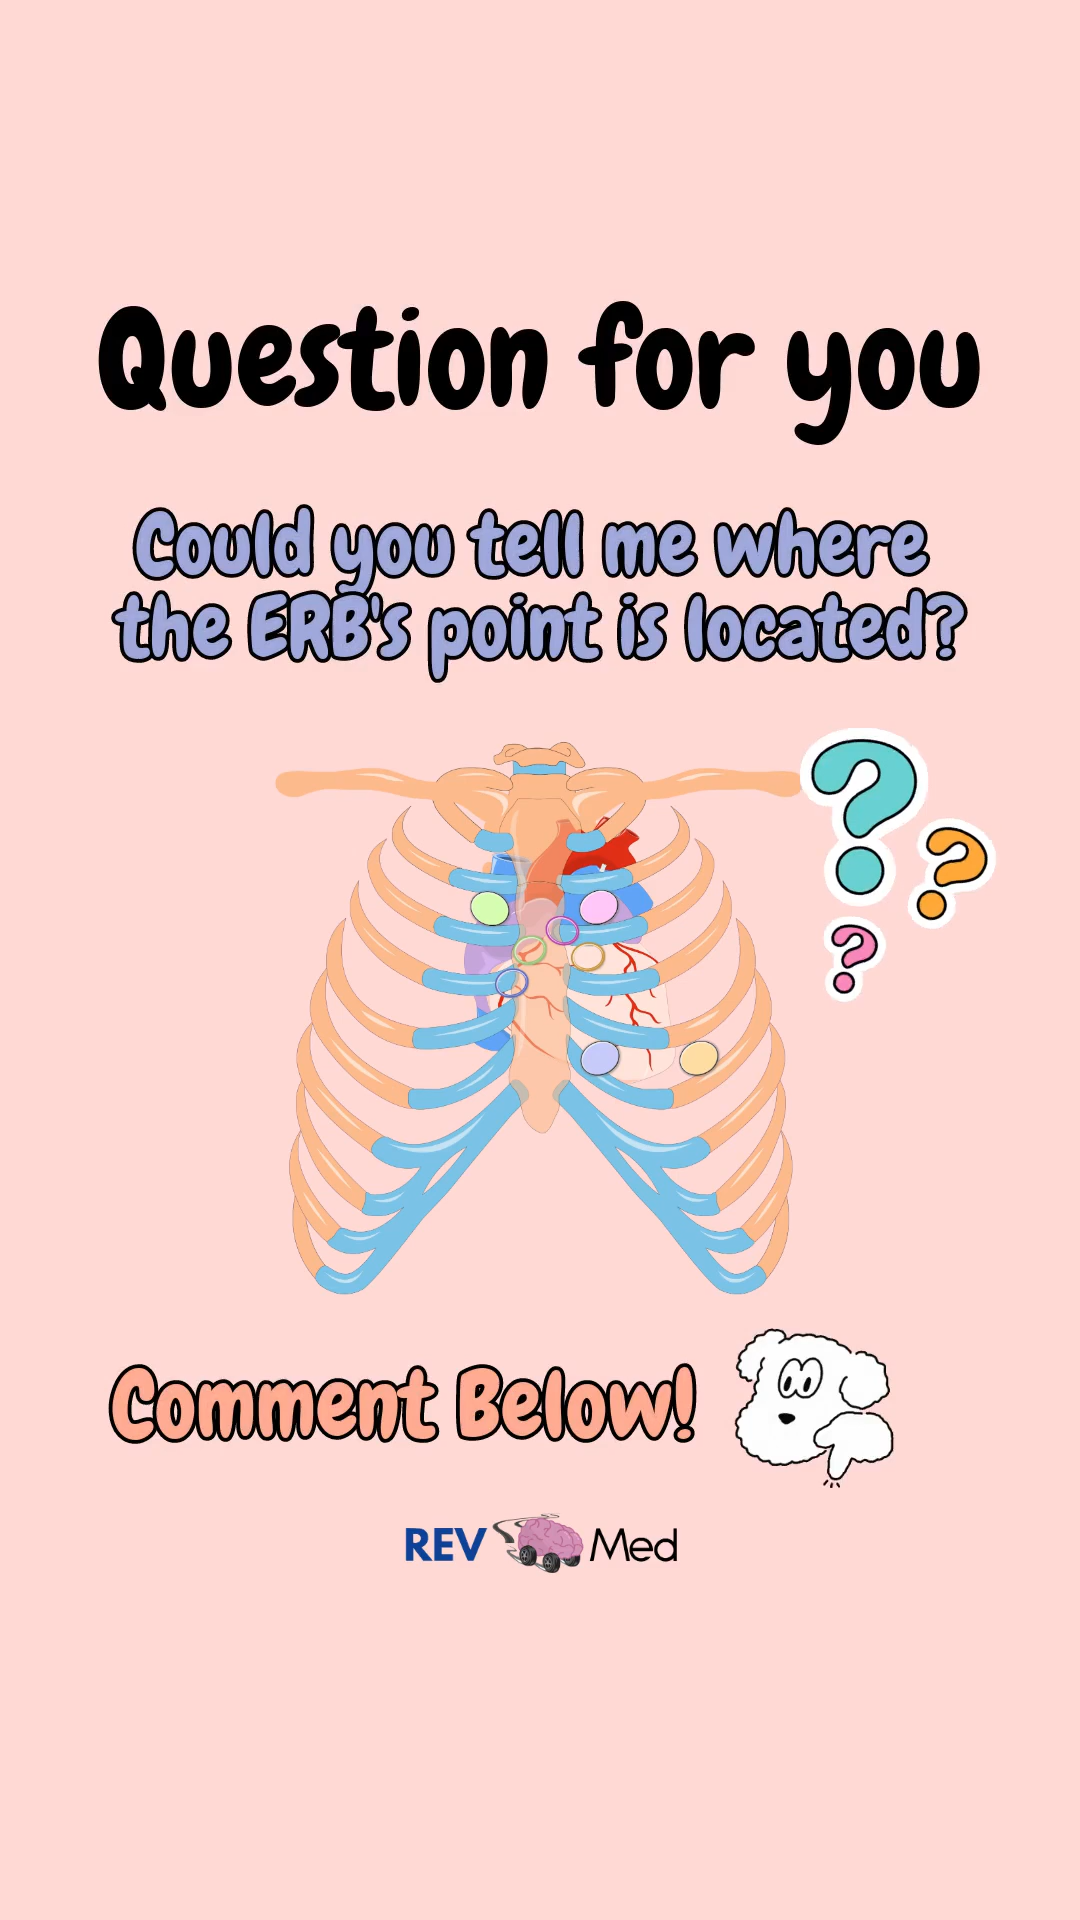 Question for you
Could you tell me where
the ERB's point is located?
Comment Below!
REV Med